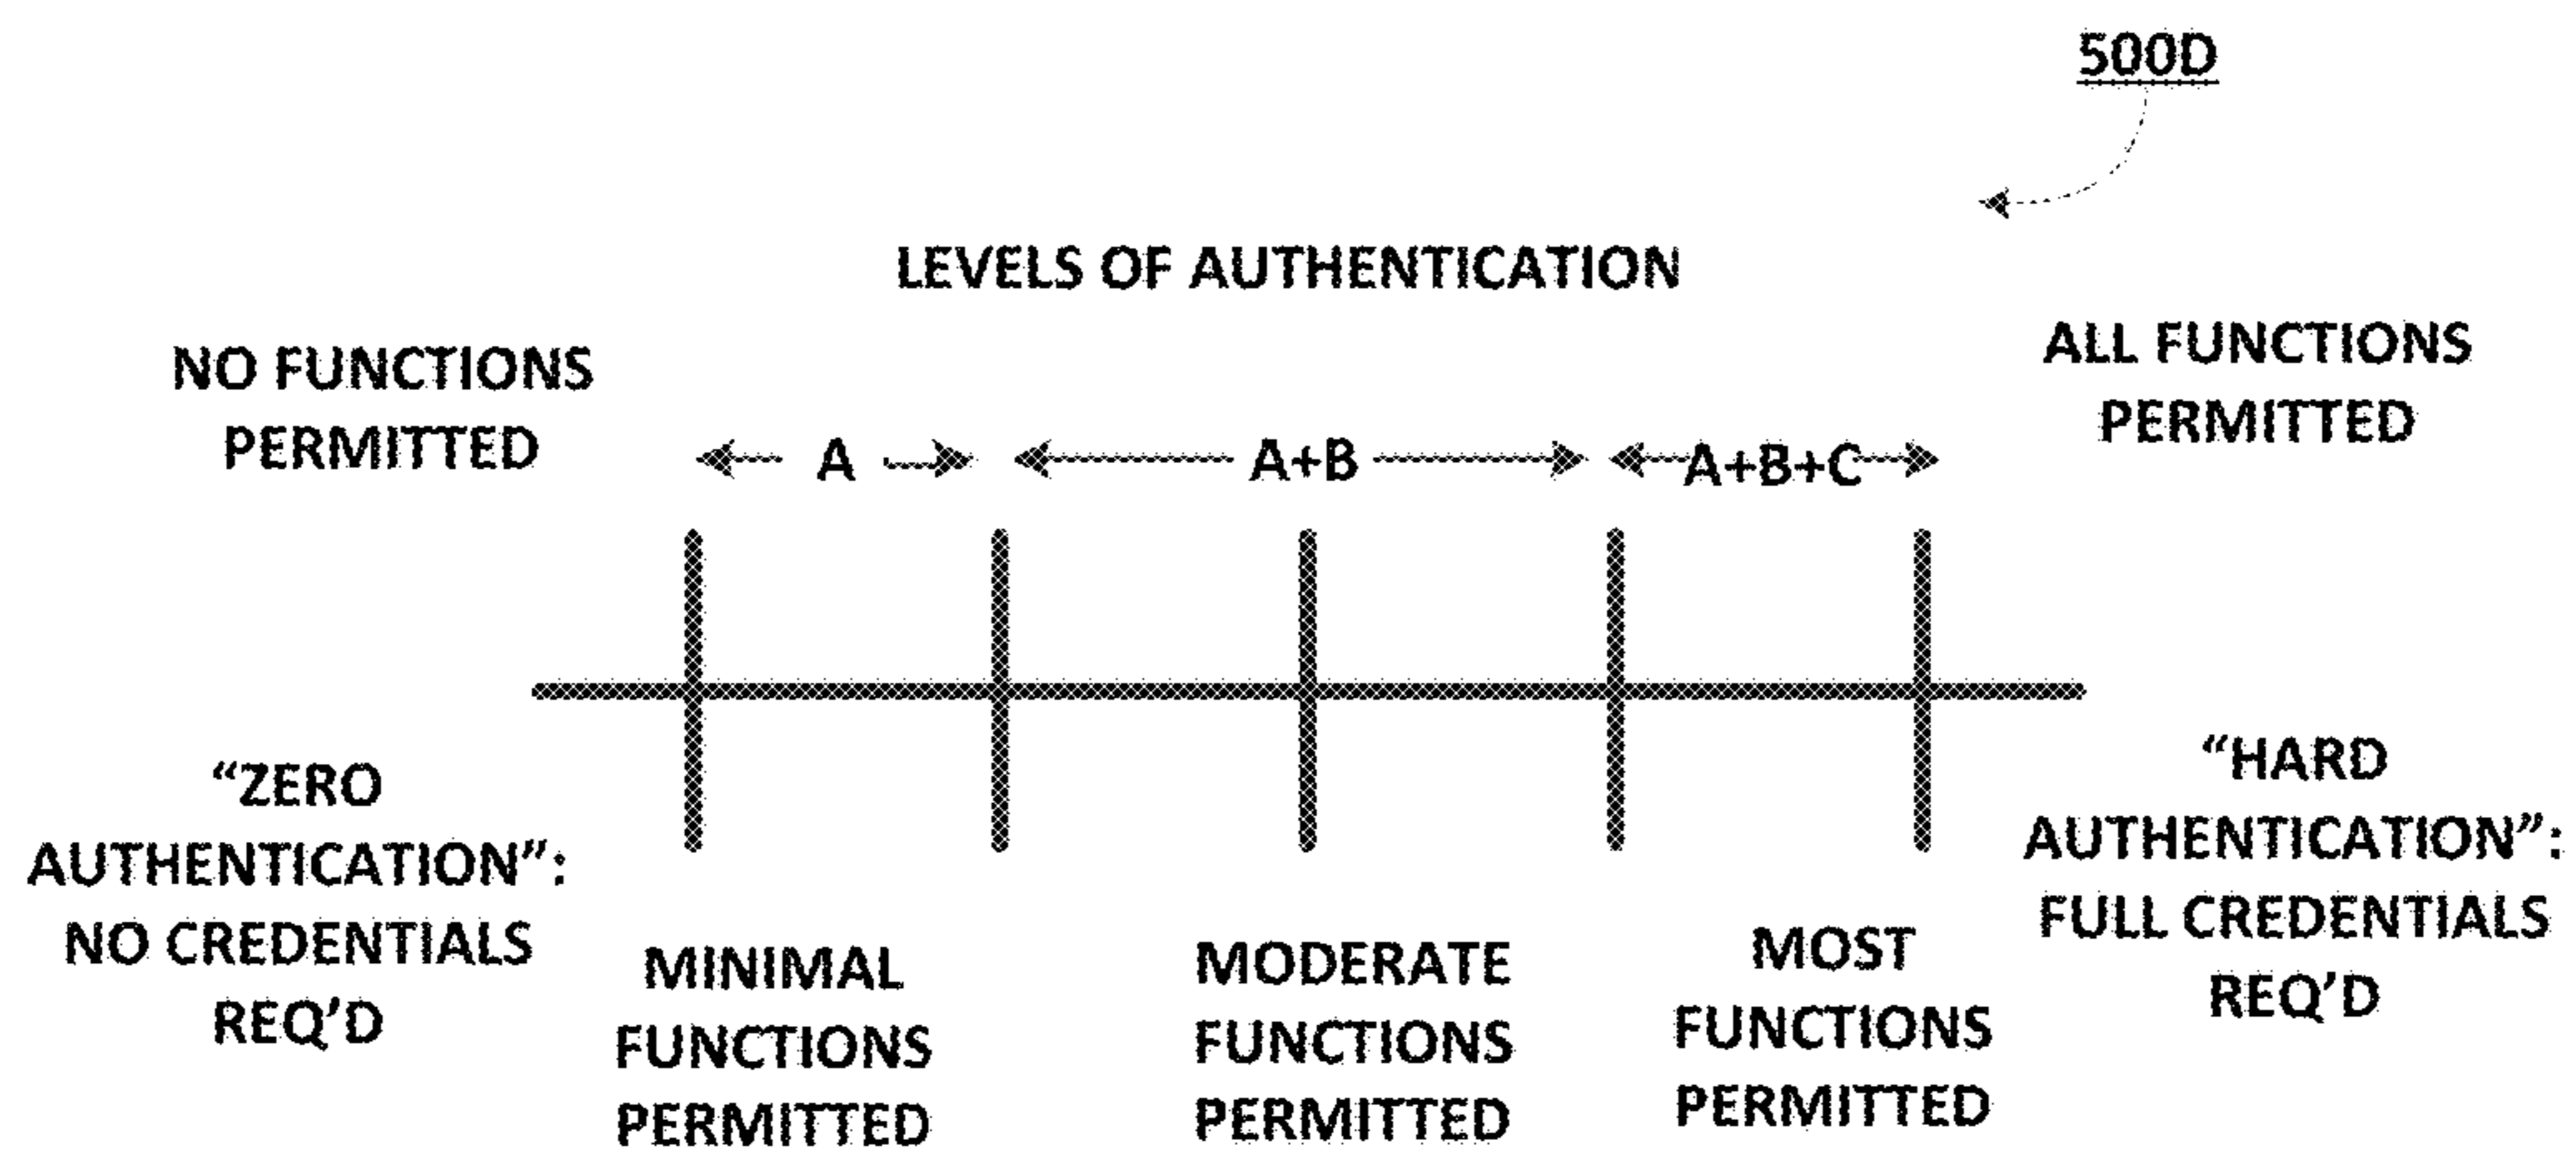 500D
LEVELS OF AUTHENTICATION
NO FUNCTIONS
PERMITTED
ALL FUNCTIONS
PERMITTED
A
A+B
A+B+C
“ZERO
AUTHENTICATION”:
NO CREDENTIALS
REQ’D
MINIMAL
FUNCTIONS
PERMITTED
MODERATE
FUNCTIONS
PERMITTED
MOST
FUNCTIONS
PERMITTED
“HARD
AUTHENTICATION”:
FULL CREDENTIALS
REQ’D